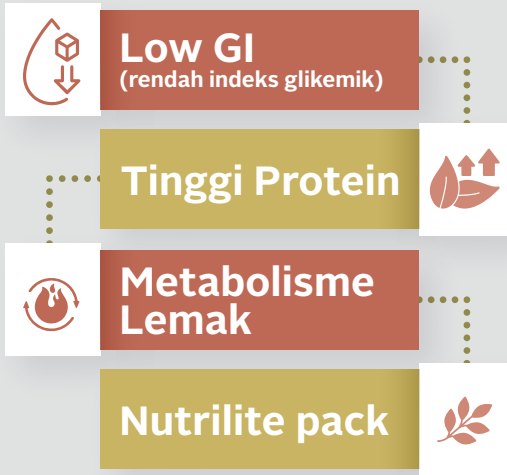 Low GI
(rendah indeks glikemik)
Tinggi Protein
Metabolisme
Lemak
Nutrilite pack